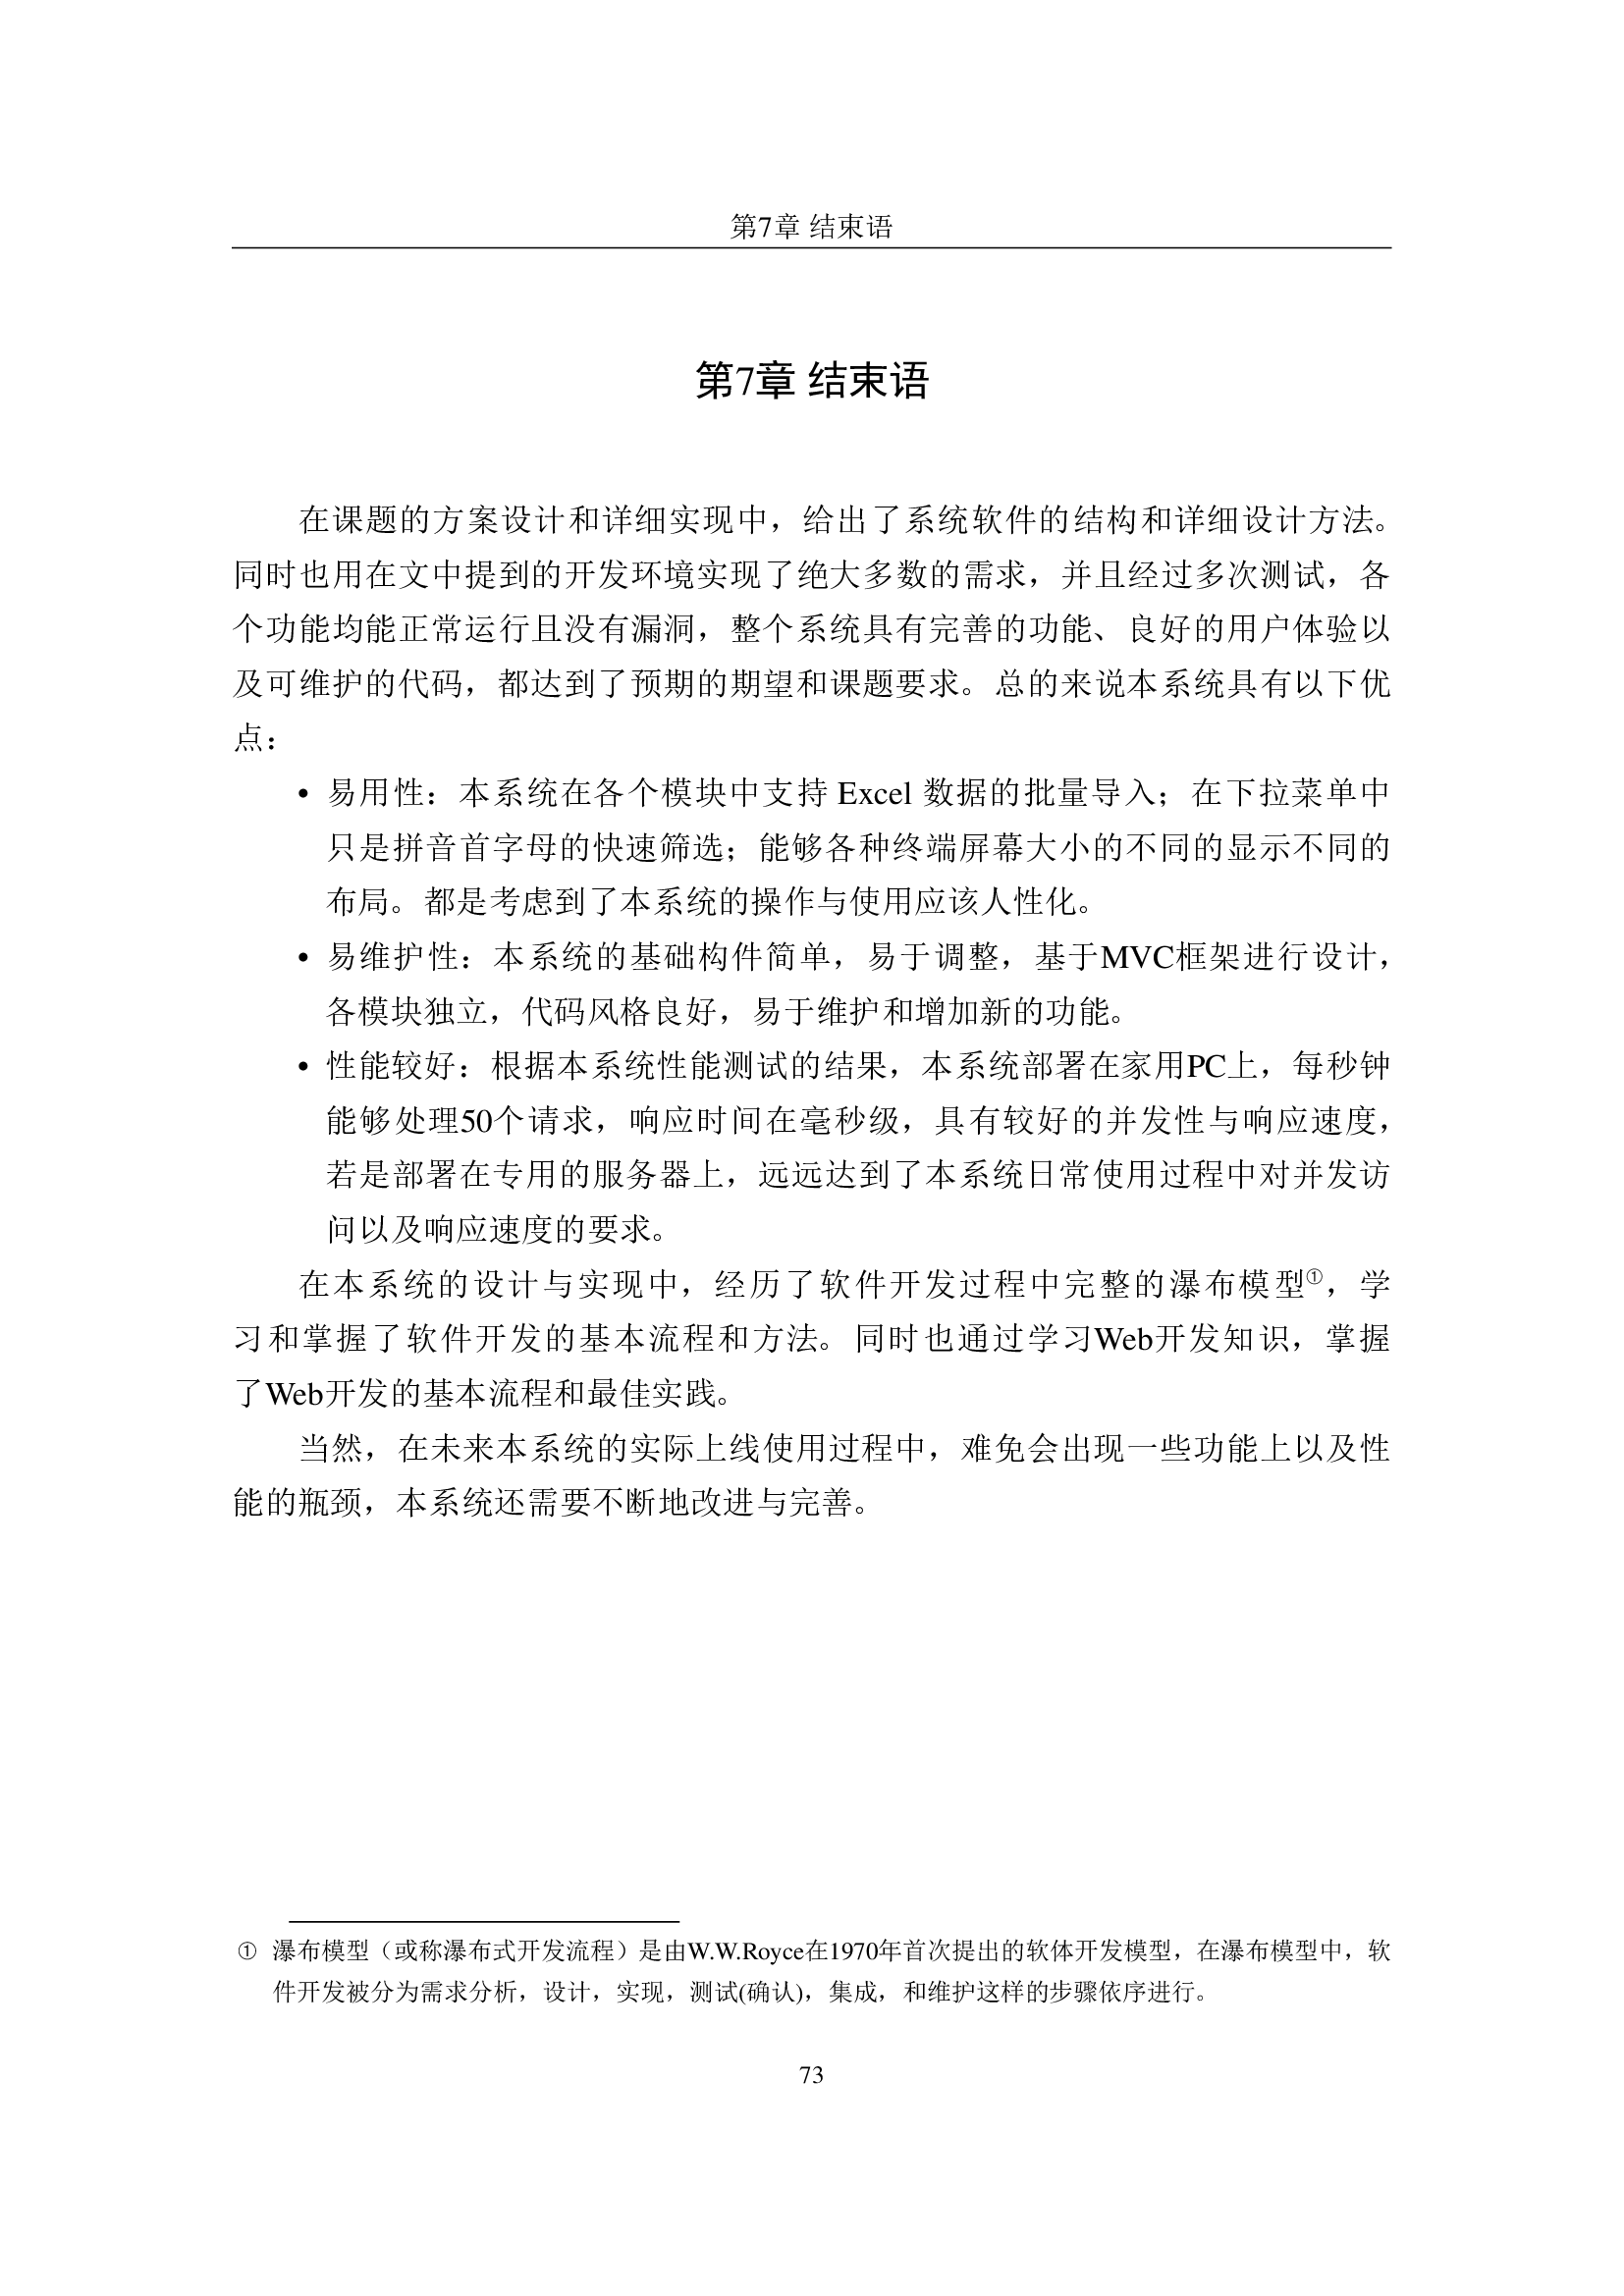 第7章 结束语
第7章 结束语
在课题的方案设计和详细实现中，给出了系统软件的结构和详细设计方法。
同时也用在文中提到的开发环境实现了绝大多数的需求，并且经过多次测试，各
个功能均能正常运行且没有漏洞，整个系统具有完善的功能、良好的用户体验以
及可维护的代码，都达到了预期的期望和课题要求。总的来说本系统具有以下优
点：
• 易用性：本系统在各个模块中支持 Excel 数据的批量导入；在下拉菜单中
只是拼音首字母的快速筛选；能够各种终端屏幕大小的不同的显示不同的
布局。都是考虑到了本系统的操作与使用应该人性化。
• 易维护性：本系统的基础构件简单，易于调整，基于MVC框架进行设计，
各模块独立，代码风格良好，易于维护和增加新的功能。
• 性能较好：根据本系统性能测试的结果，本系统部署在家用PC上，每秒钟
能够处理50个请求，响应时间在毫秒级，具有较好的并发性与响应速度，
若是部署在专用的服务器上，远远达到了本系统日常使用过程中对并发访
问以及响应速度的要求。
在本系统的设计与实现中，经历了软件开发过程中完整的瀑布模型①，学
习和掌握了软件开发的基本流程和方法。同时也通过学习Web开发知识，掌握
了Web开发的基本流程和最佳实践。
当然，在未来本系统的实际上线使用过程中，难免会出现一些功能上以及性
能的瓶颈，本系统还需要不断地改进与完善。
① 瀑布模型（或称瀑布式开发流程）是由W.W.Royce在1970年首次提出的软体开发模型，在瀑布模型中，软
件开发被分为需求分析，设计，实现，测试(确认)，集成，和维护这样的步骤依序进行。
73